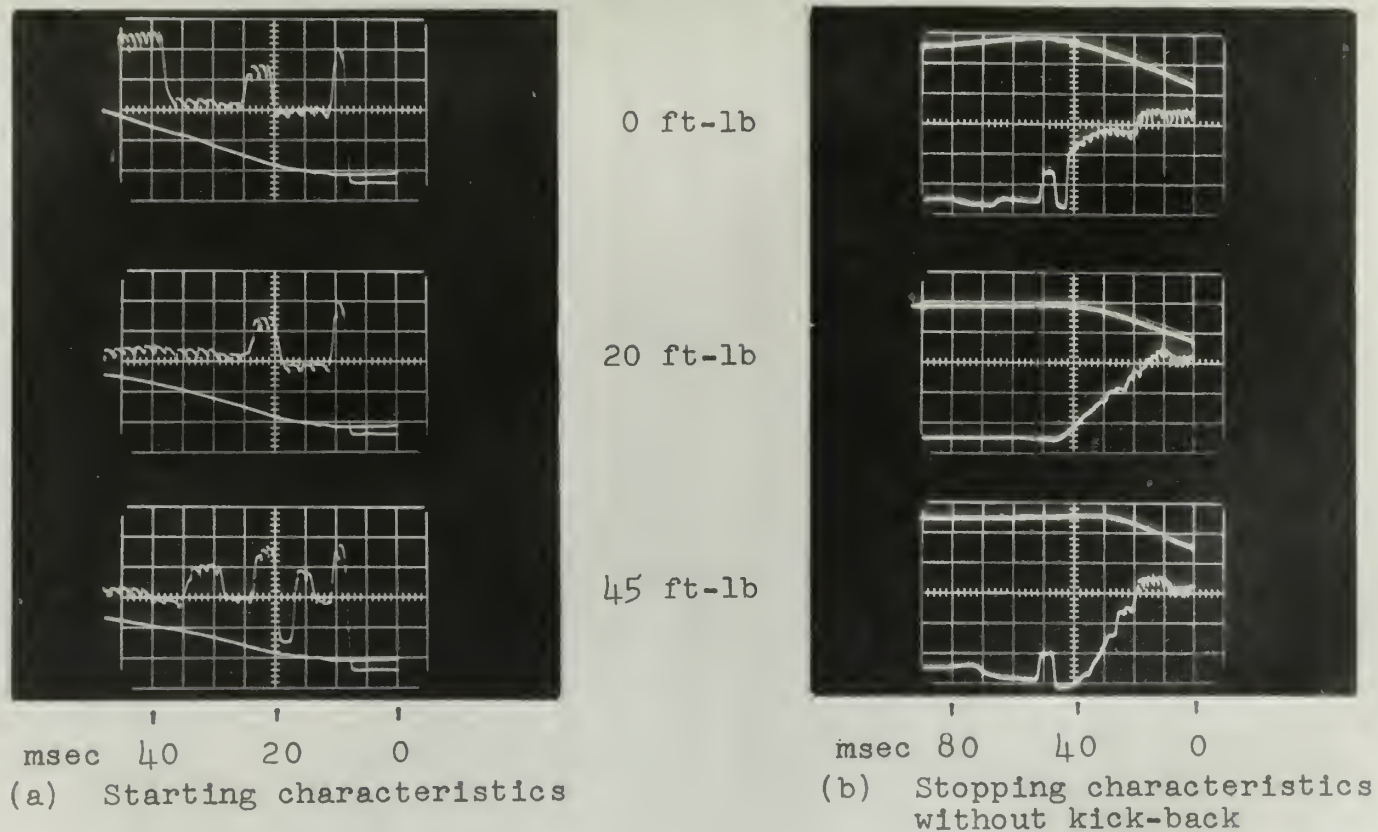 0 ft-lb
20 ft-lb
45 ft-lb
msec 40 20 0
(a) Starting characteristics
msec 80 40 0
(b) Stopping characteristics
without kick-back